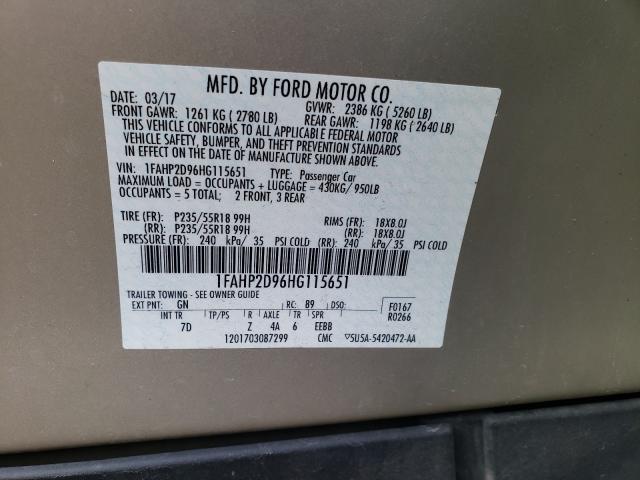 MFD. BY FORD MOTOR CO.
DATE: 03/17 GVWR: 2386 KG ( 5260 LB)
FRONT GAWR: 1261 KG ( 2780 LB) REAR GAWR: 1198 KG ( 2640 LB)
THIS VEHICLE CONFORMS TO ALL APPLICABLE FEDERAL MOTOR
VEHICLE SAFETY, BUMPER, AND THEFT PREVENTION STANDARDS
IN EFFECT ON THE DATE OF MANUFACTURE SHOWN ABOVE.
VIN: 1FAHP2D96HG115651 TYPE: Passenger Car
MAXIMUM LOAD = OCCUPANTS + LUGGAGE = 430KG/ 950LB
OCCUPANTS = 5 TOTAL; 2 FRONT, 3 REAR
TIRE (FR): P235/55R18 99H RIMS (FR): 18X8.0J
(RR): P235/55R18 99H (RR): 18X8.0J
PRESSURE (FR): 240 kPa/ 35 PSI COLD (RR): 240 kPa/ 35 PSI COLD
1FAHP2D96HG115651
TRAILER TOWING - SEE OWNER GUIDE
EXT PNT: GN RC: 89 DSO: F0167
INT TR TP/PS R AXLE TR SPR R0266
7D Z 4A 6 EEBB
1201703087299 CMC ▽5U5A-5420472-AA